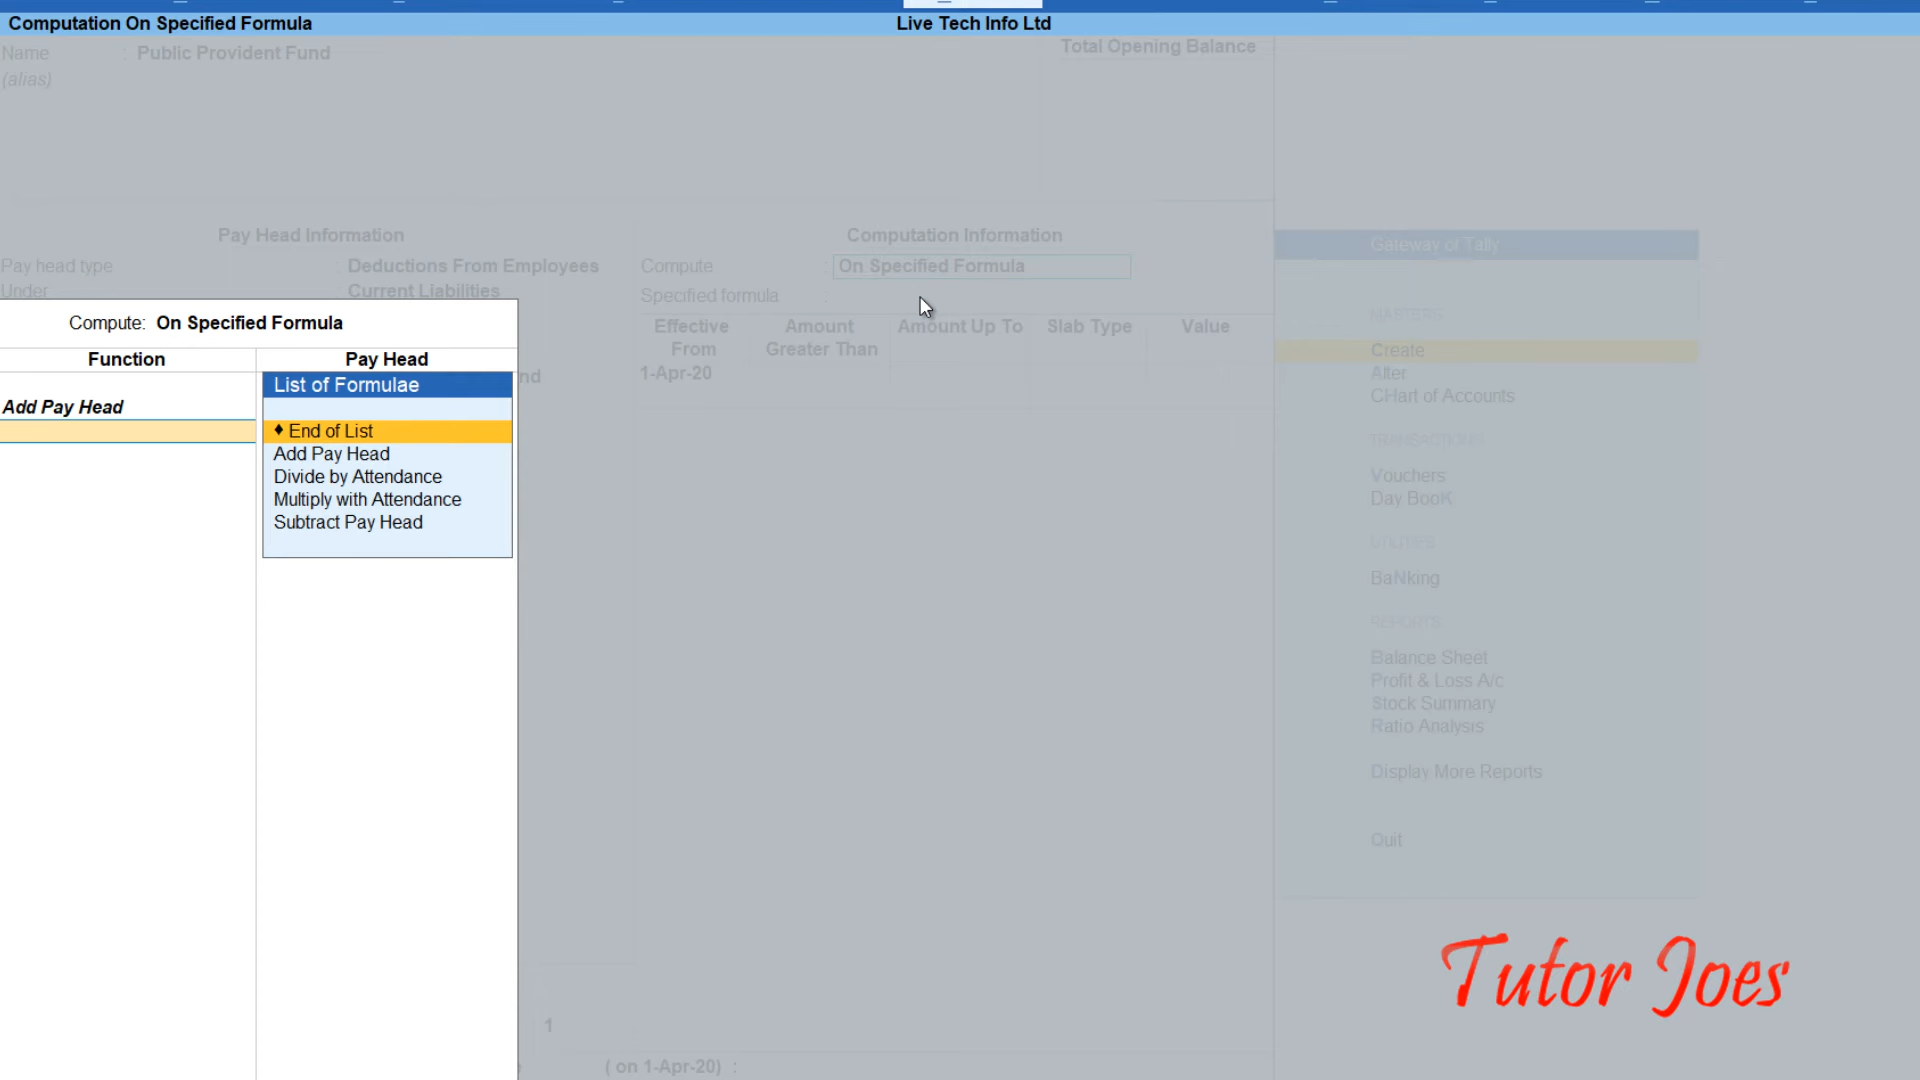 Computation On Specified Formula Live Tech Info Ltd
Name : Public Provident Fund Total Opening Balance
(alias)
Pay Head Information Computation Information
Pay head type : Deductions From Employees Compute : On Specified Formula
Under Current Liabilities Specified formula :
Effective From Amount Greater Than Amount Up To Slab Type Value
1-Apr-20
nd
Compute: On Specified Formula
Function Pay Head
Add Pay Head
List of Formulae
♦ End of List
Add Pay Head
Divide by Attendance
Multiply with Attendance
Subtract Pay Head
Gateway of Tally
MASTERS
Create
Alter
CHart of Accounts
TRANSACTIONS
Vouchers
Day BooK
UTILITIES
BaNking
REPORTS
Balance Sheet
Profit & Loss A/c
Stock Summary
Ratio Analysis
Display More Reports
Quit
Tutor Joes
1
( on 1-Apr-20) :